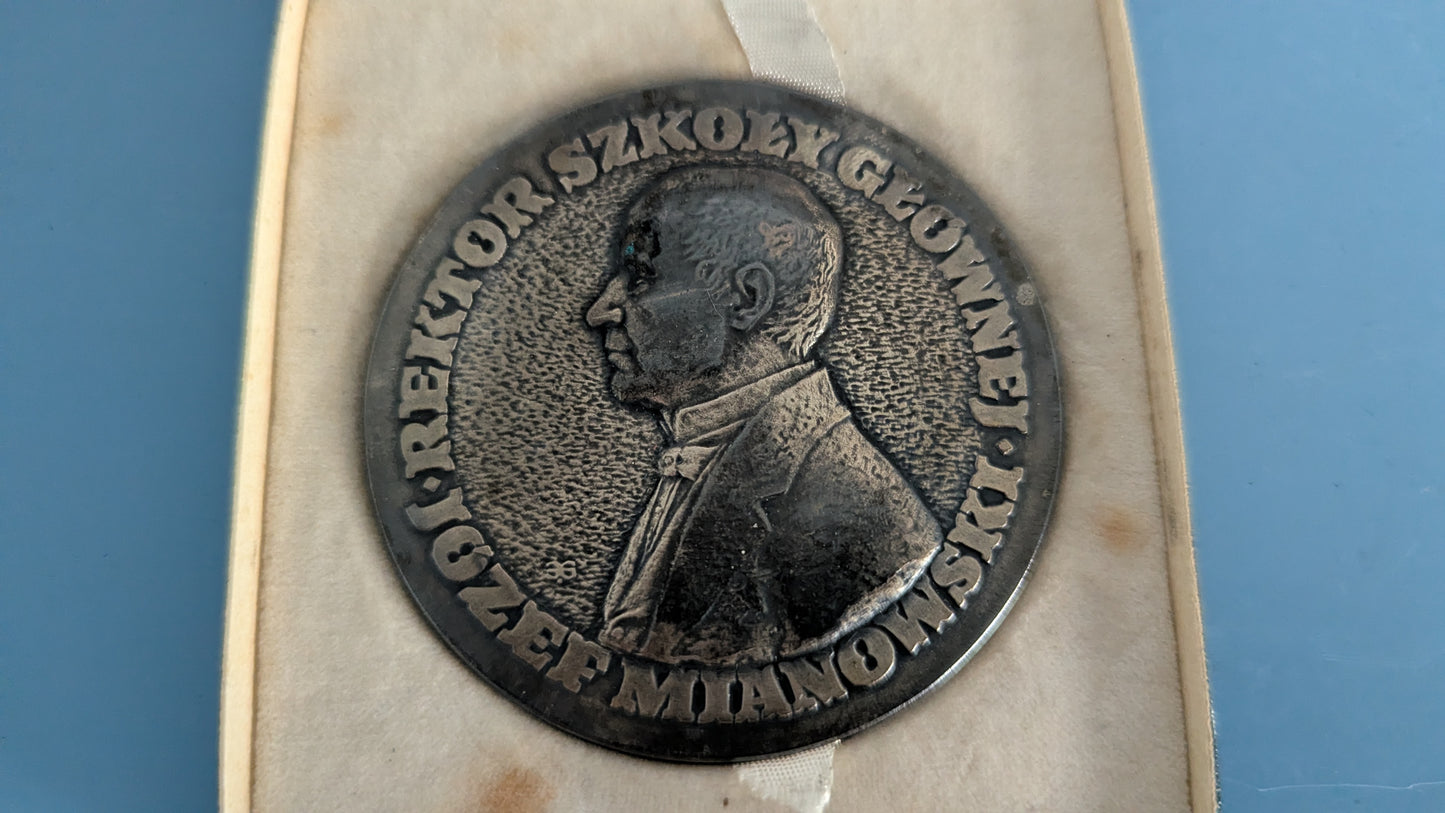 REKTOR SZKOŁY GŁÓWNEJ
JÓZEF MIANOWSKI